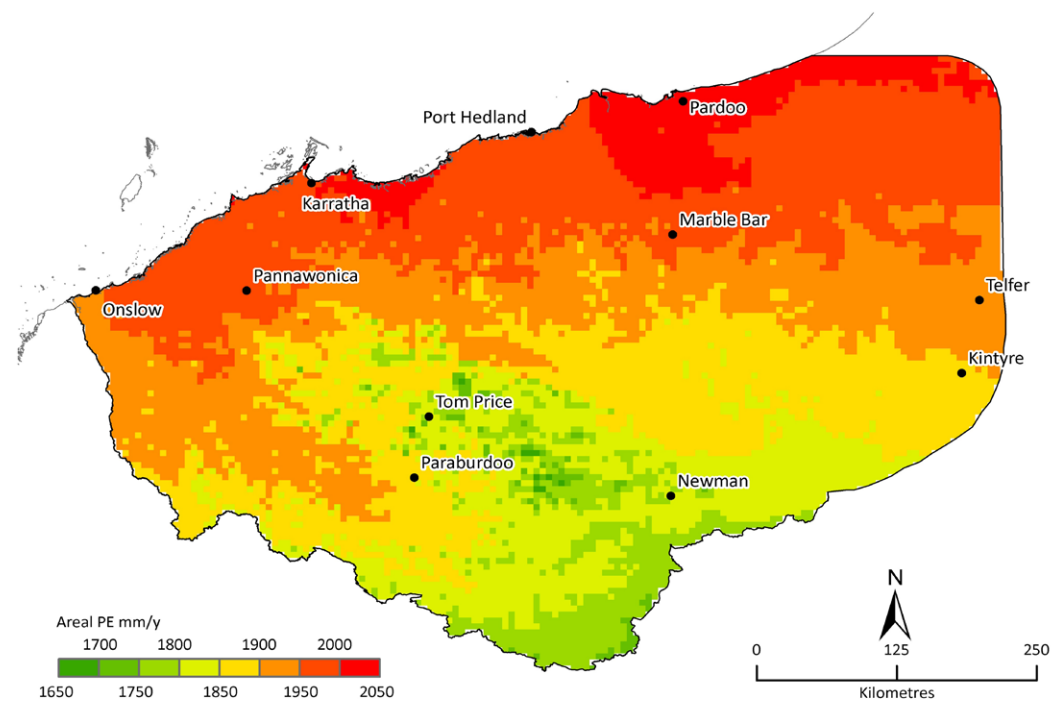 Port Hedland
Pardoo
Karratha
Marble Bar
Pannawonica
Telfer
Onslow
Kintyre
Tom Price
Paraburdoo
Newman
N
Areal PE mm/y
1700 1800 1900 2000
1650 1750 1850 1950 2050
0 125 250
Kilometres